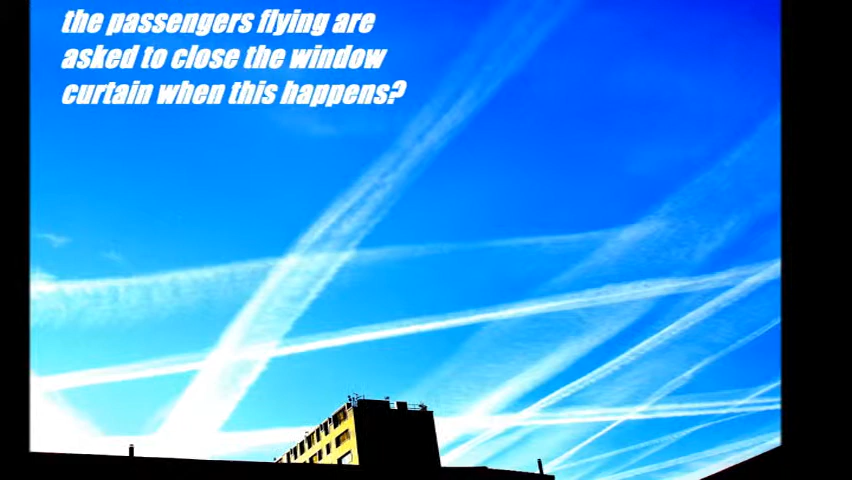 the passengers flying are
asked to close the window
curtain when this happens?